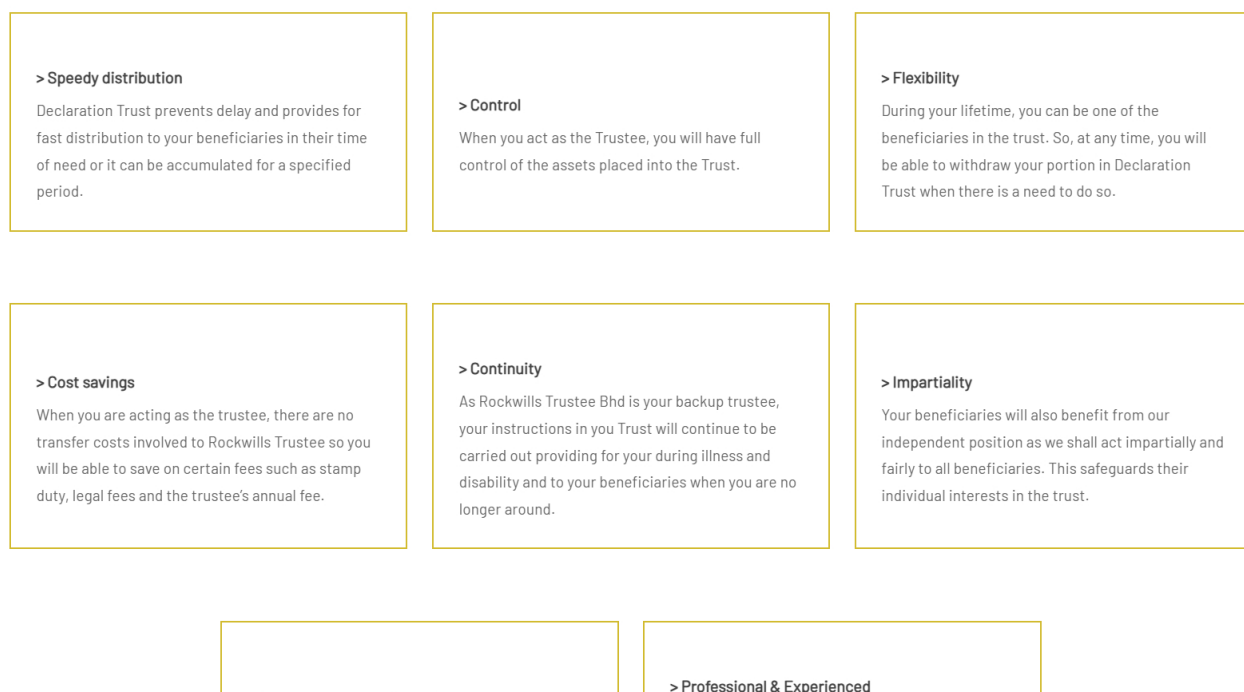 > Speedy distribution
Declaration Trust prevents delay and provides for
fast distribution to your beneficiaries in their time
of need or it can be accumulated for a specified
period.
> Control
When you act as the Trustee, you will have full
control of the assets placed into the Trust.
> Flexibility
During your lifetime, you can be one of the
beneficiaries in the trust. So, at any time, you will
be able to withdraw your portion in Declaration
Trust when there is a need to do so.
> Cost savings
When you are acting as the trustee, there are no
transfer costs involved to Rockwills Trustee so you
will be able to save on certain fees such as stamp
duty, legal fees and the trustee’s annual fee.
> Continuity
As Rockwills Trustee Bhd is your backup trustee,
your instructions in you Trust will continue to be
carried out providing for your during illness and
disability and to your beneficiaries when you are no
longer around.
> Impartiality
Your beneficiaries will also benefit from our
independent position as we shall act impartially and
fairly to all beneficiaries. This safeguards their
individual interests in the trust.
> Professional & Experienced